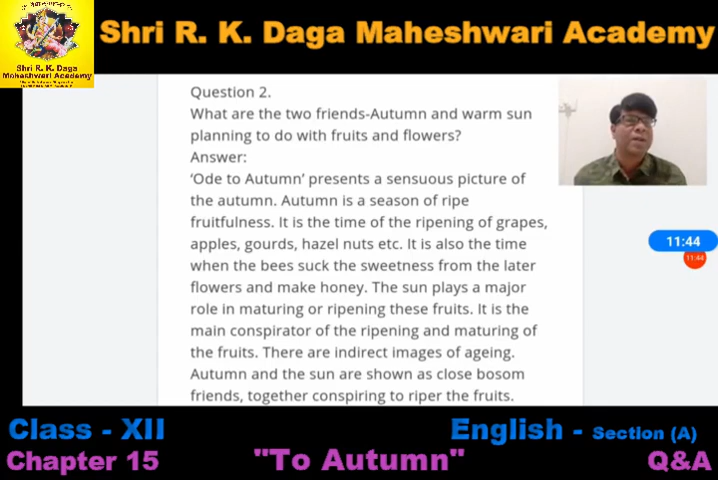 Shri R. K. Daga Maheshwari Academy
Shri R. K. Daga
Moheshwari Academy
Question 2.
What are the two friends-Autumn and warm sun
planning to do with fruits and flowers?
Answer:
‘Ode to Autumn’ presents a sensuous picture of
the autumn. Autumn is a season of ripe
fruitfulness. It is the time of the ripening of grapes,
apples, gourds, hazel nuts etc. It is also the time
when the bees suck the sweetness from the later
flowers and make honey. The sun plays a major
role in maturing or ripening these fruits. It is the
main conspirator of the ripening and maturing of
the fruits. There are indirect images of ageing.
Autumn and the sun are shown as close bosom
friends, together conspiring to riper the fruits.
11:44
11:44
Class - XII
English - Section (A)
Chapter 15
"To Autumn"
Q&A